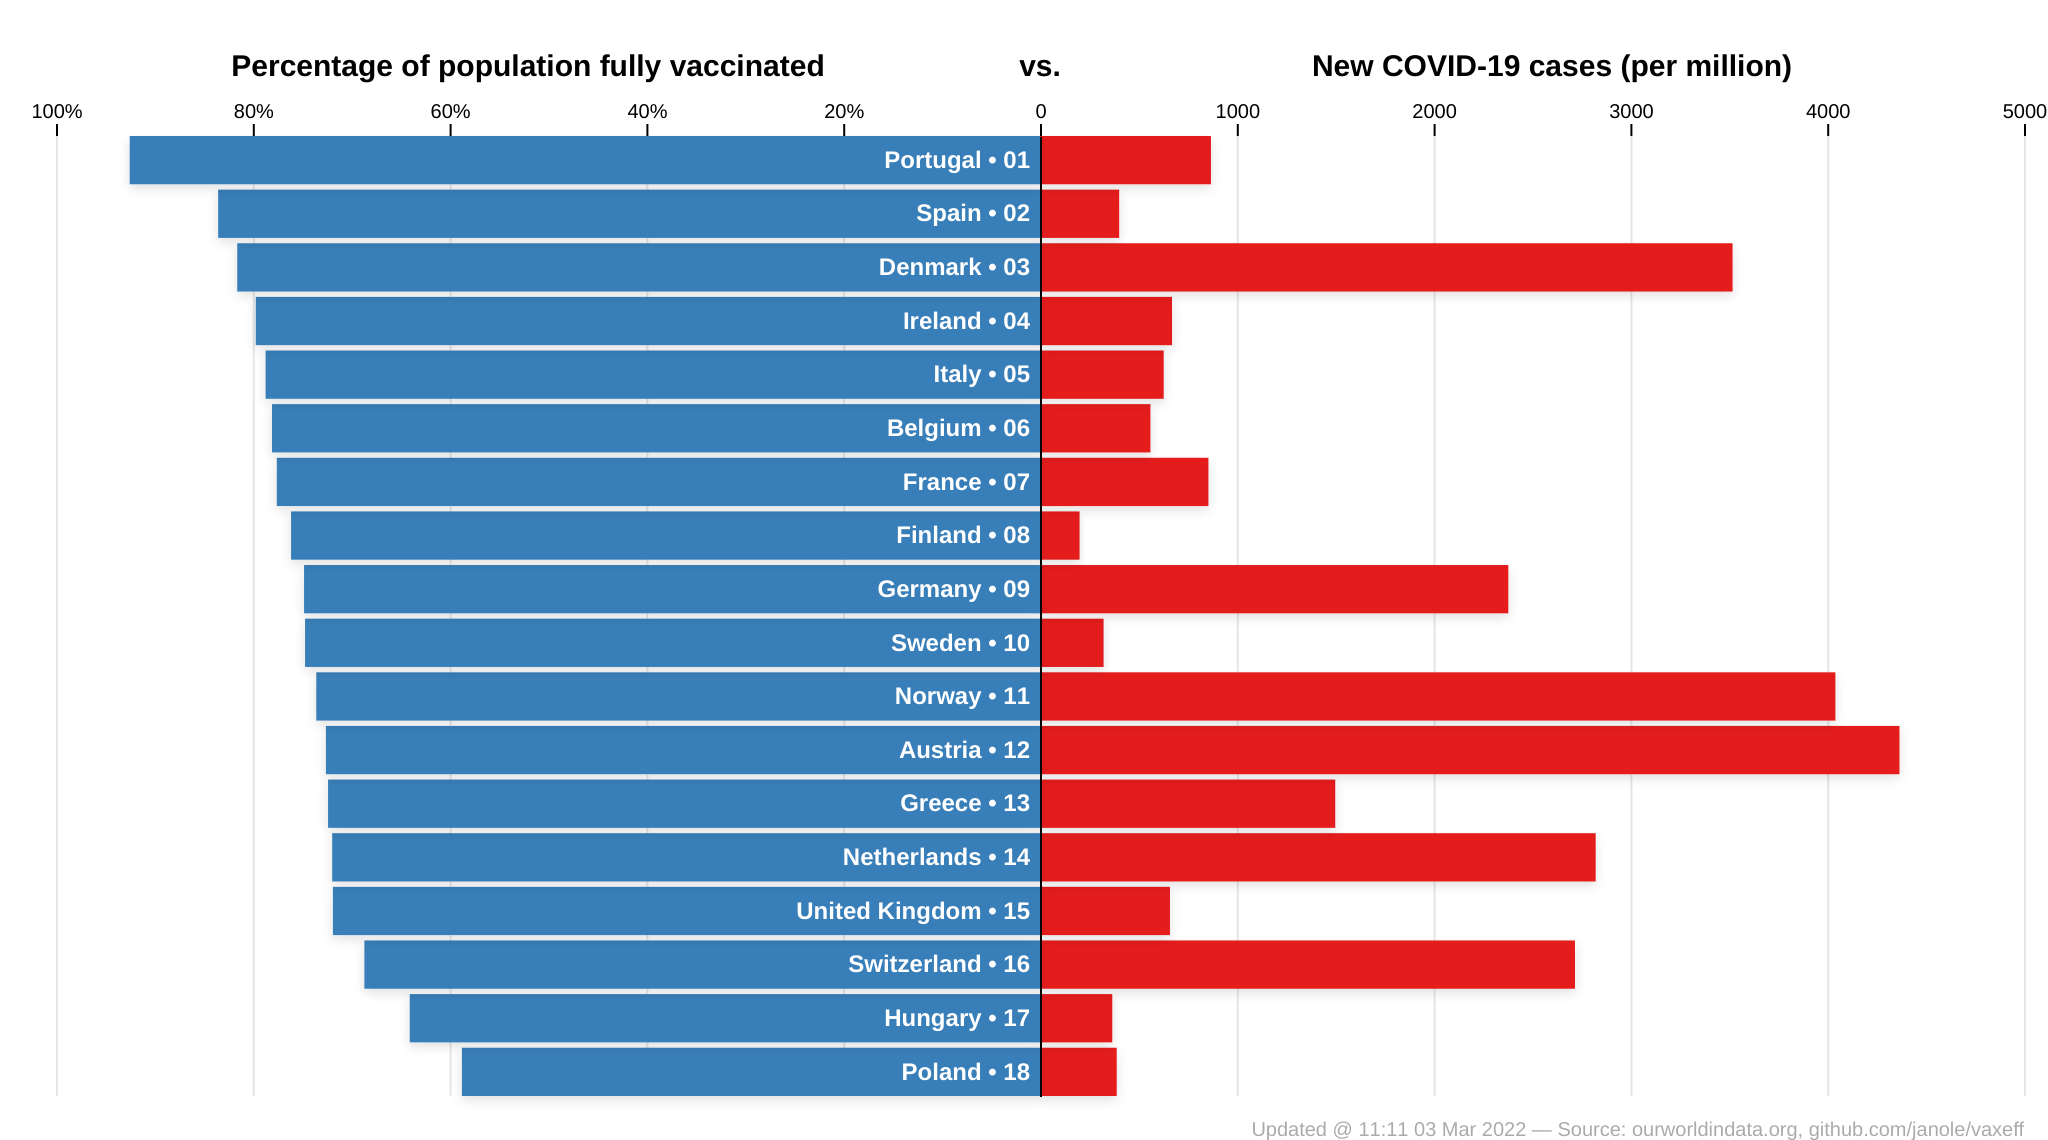 Percentage of population fully vaccinated vs. New COVID-19 cases (per million)
100% 80% 60% 40% 20% 0 1000 2000 3000 4000 5000
Portugal • 01
Spain • 02
Denmark • 03
Ireland • 04
Italy • 05
Belgium • 06
France • 07
Finland • 08
Germany • 09
Sweden • 10
Norway • 11
Austria • 12
Greece • 13
Netherlands • 14
United Kingdom • 15
Switzerland • 16
Hungary • 17
Poland • 18
Updated @ 11:11 03 Mar 2022 — Source: ourworldindata.org, github.com/janole/vaxeff